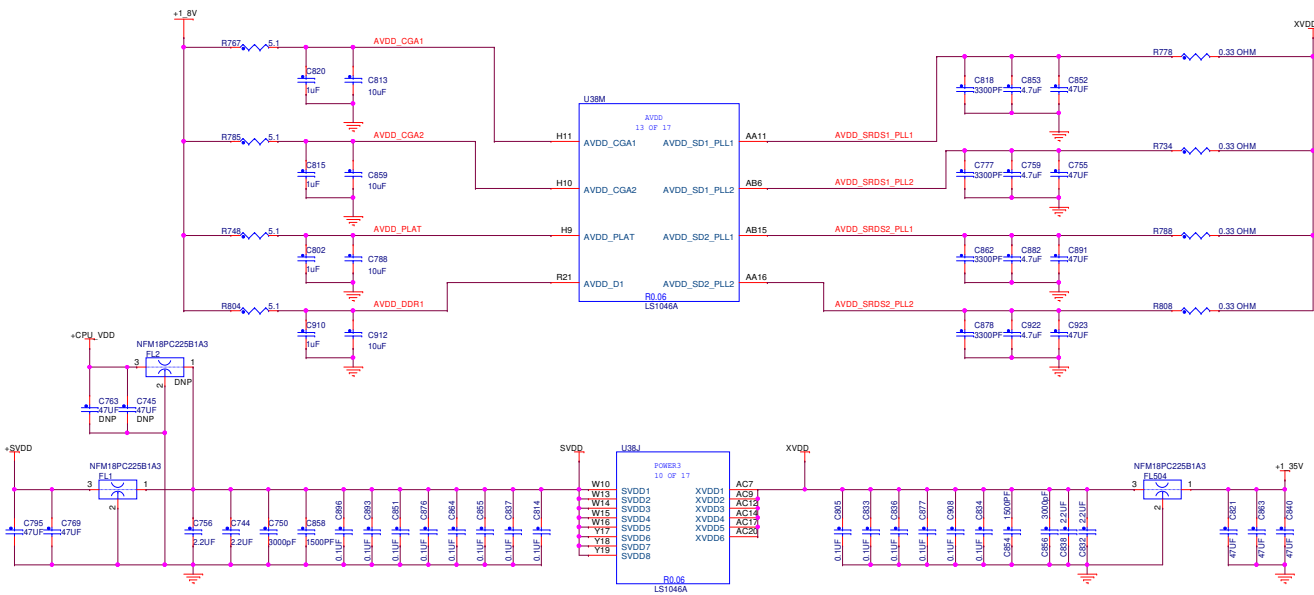 +1_8V
XVDD
R767 5.1 AVDD_CGA1
R778 0.33 OHM
C820
1uF
C813
10uF
C818
3300PF
C853
4.7uF
C852
47UF
U38M
AVDD
13 OF 17
R785 5.1 AVDD_CGA2
H11 AVDD_CGA1 AVDD_SD1_PLL1 AA11 AVDD_SRDS1_PLL1
R734 0.33 OHM
C815
1uF
C859
10uF
C777
3300PF
C759
4.7uF
C755
47UF
H10 AVDD_CGA2 AVDD_SD1_PLL2 AB6 AVDD_SRDS1_PLL2
R748 5.1 AVDD_PLAT
H9 AVDD_PLAT AVDD_SD2_PLL1 AB15 AVDD_SRDS2_PLL1
R788 0.33 OHM
C802
1uF
C788
10uF
C862
3300PF
C882
4.7uF
C891
47UF
R21 AVDD_D1 AVDD_SD2_PLL2 AA16
R0.06
LS1046A
R804 5.1 AVDD_DDR1
AVDD_SRDS2_PLL2 R808 0.33 OHM
C910
1uF
C912
10uF
C878
3300PF
C922
4.7uF
C923
47UF
+CPU_VDD
NFM18PC225B1A3
FL2
3 1
2
DNP
C763
47UF
DNP
C745
47UF
DNP
+SVDD
NFM18PC225B1A3
FL1
3 1
2
C795
47UF
C769
47UF
C756
2.2UF
C744
2.2UF
C750
3000pF
C858
1500PF
C896
0.1UF
C893
0.1UF
C851
0.1UF
C876
0.1UF
C864
0.1UF
C855
0.1UF
C837
0.1UF
C814
0.1UF
SVDD
U38J
POWER3
10 OF 17
XVDD
W10 SVDD1 XVDD1 AC7
W13 SVDD2 XVDD2 AC9
W14 SVDD3 XVDD3 AC12
W15 SVDD4 XVDD4 AC14
W16 SVDD5 XVDD5 AC17
Y17 SVDD6 XVDD6 AC20
Y18 SVDD7
Y19 SVDD8
R0.06
LS1046A
C805
0.1UF
C833
0.1UF
C836
0.1UF
C877
0.1UF
C908
0.1UF
C834
0.1UF
C854 1500PF
C856 3000pF
C838 2.2UF
C832 2.2UF
NFM18PC225B1A3
FL504
3 1
2
+1_35V
C821
47UF
C863
47UF
C840
47UF